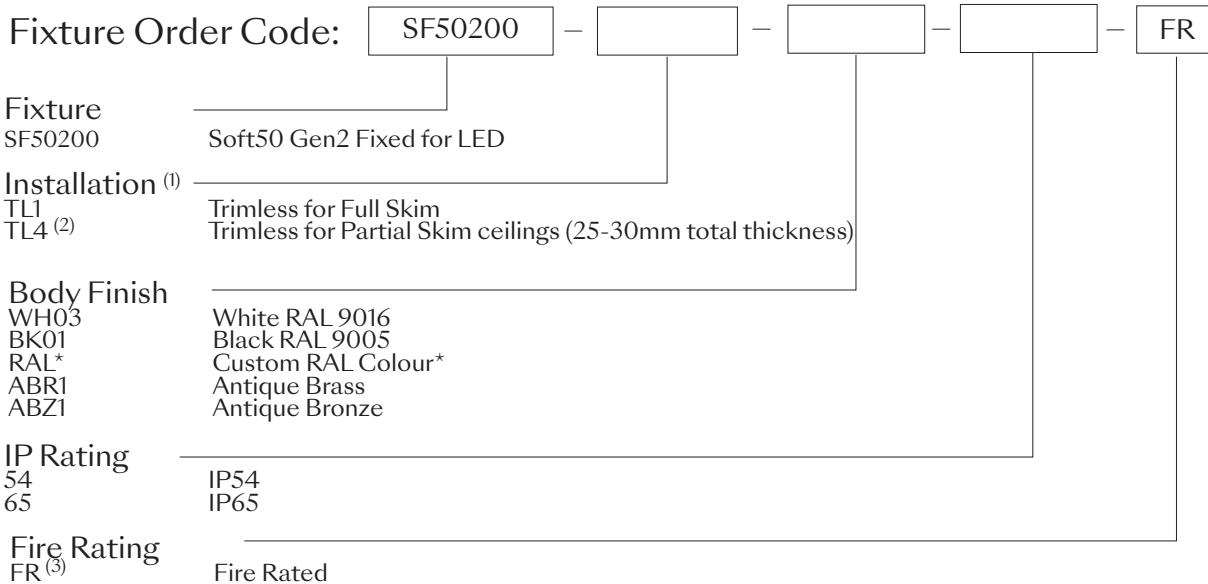 Fixture Order Code: SF50200 – – – – FR
Fixture
SF50200 Soft50 Gen2 Fixed for LED
Installation (1)
TL1 Trimless for Full Skim
TL4 (2) Trimless for Partial Skim ceilings (25-30mm total thickness)
Body Finish
WH03 White RAL 9016
BK01 Black RAL 9005
RAL* Custom RAL Colour*
ABR1 Antique Brass
ABZ1 Antique Bronze
IP Rating
54 IP54
65 IP65
Fire Rating
FR (3) Fire Rated